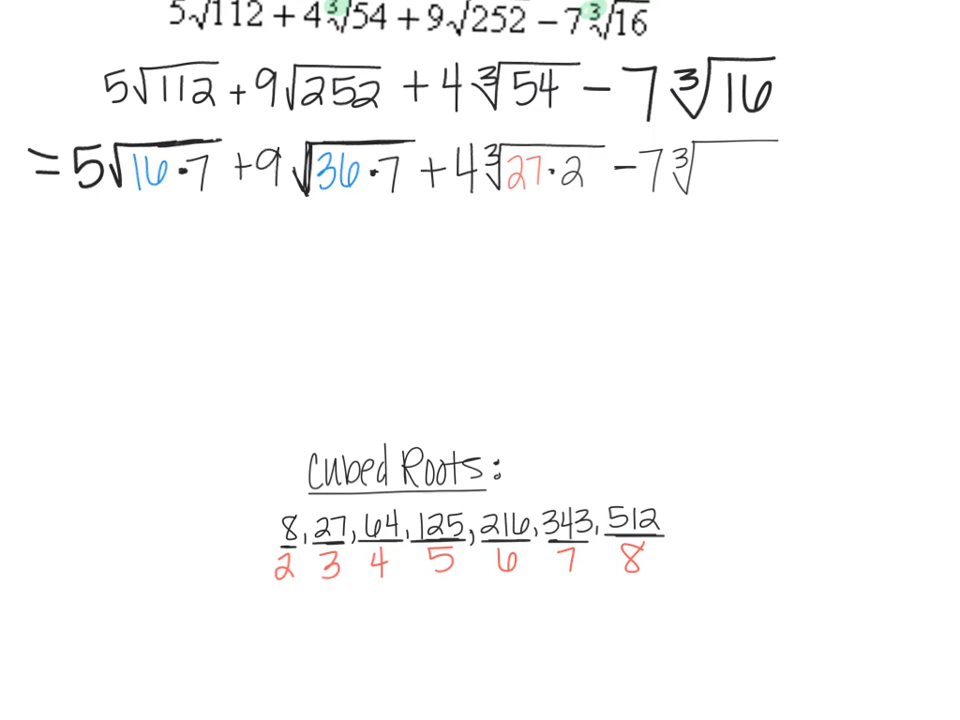 5√112 + 4∛54 + 9√252 − 7∛16
5√112 + 9√252 + 4∛54 − 7∛16
= 5√16·7 + 9√36·7 + 4∛27·2 − 7∛
Cubed Roots:
8, 27, 64, 125, 216, 343, 512
2 3 4 5 6 7 8